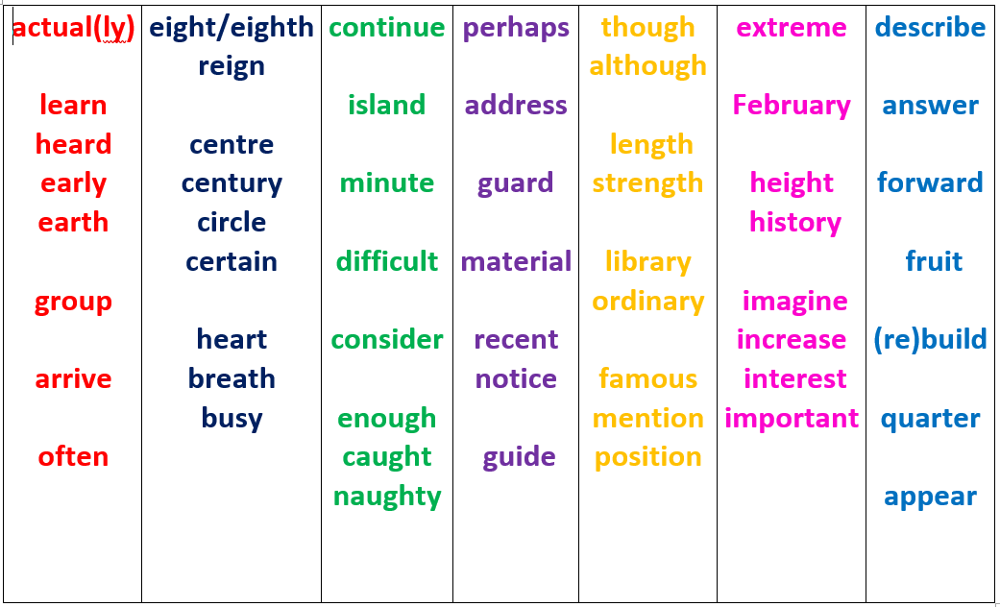 actual(ly) eight/eighth continue perhaps though extreme describe
reign although
learn island address February answer
heard centre length
early century minute guard strength height forward
earth circle history
certain difficult material library fruit
group ordinary imagine
heart consider recent increase (re)build
arrive breath notice famous interest
busy enough mention important quarter
often caught guide position
naughty appear